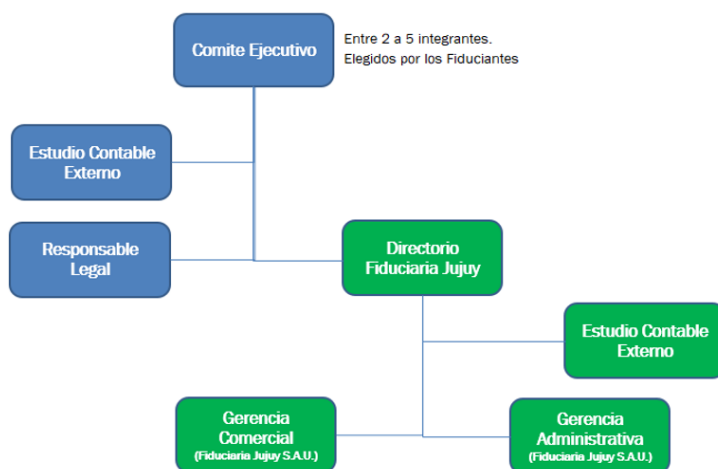 Comite Ejecutivo
Entre 2 a 5 integrantes.
Elegidos por los Fiduciantes
Estudio Contable
Externo
Responsable
Legal
Directorio
Fiduciaria Jujuy
Estudio Contable
Externo
Gerencia
Comercial
(Fiduciaria Jujuy S.A.U.)
Gerencia
Administrativa
(Fiduciaria Jujuy S.A.U.)